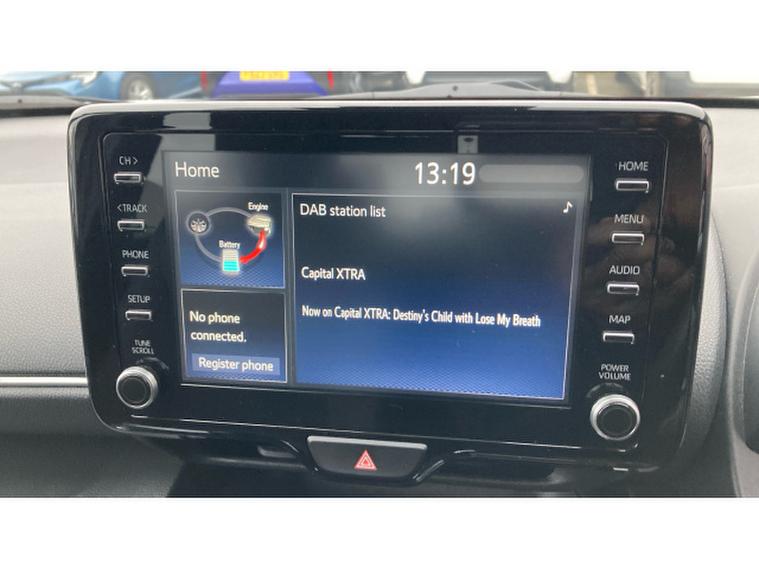 CH>
<TRACK
PHONE
SETUP
TUNE
SCROLL
Home
13:19
Engine
Battery
No phone
connected.
Register phone
DAB station list
Capital XTRA
Now on Capital XTRA: Destiny's Child with Lose My Breath
HOME
MENU
AUDIO
MAP
POWER
VOLUME